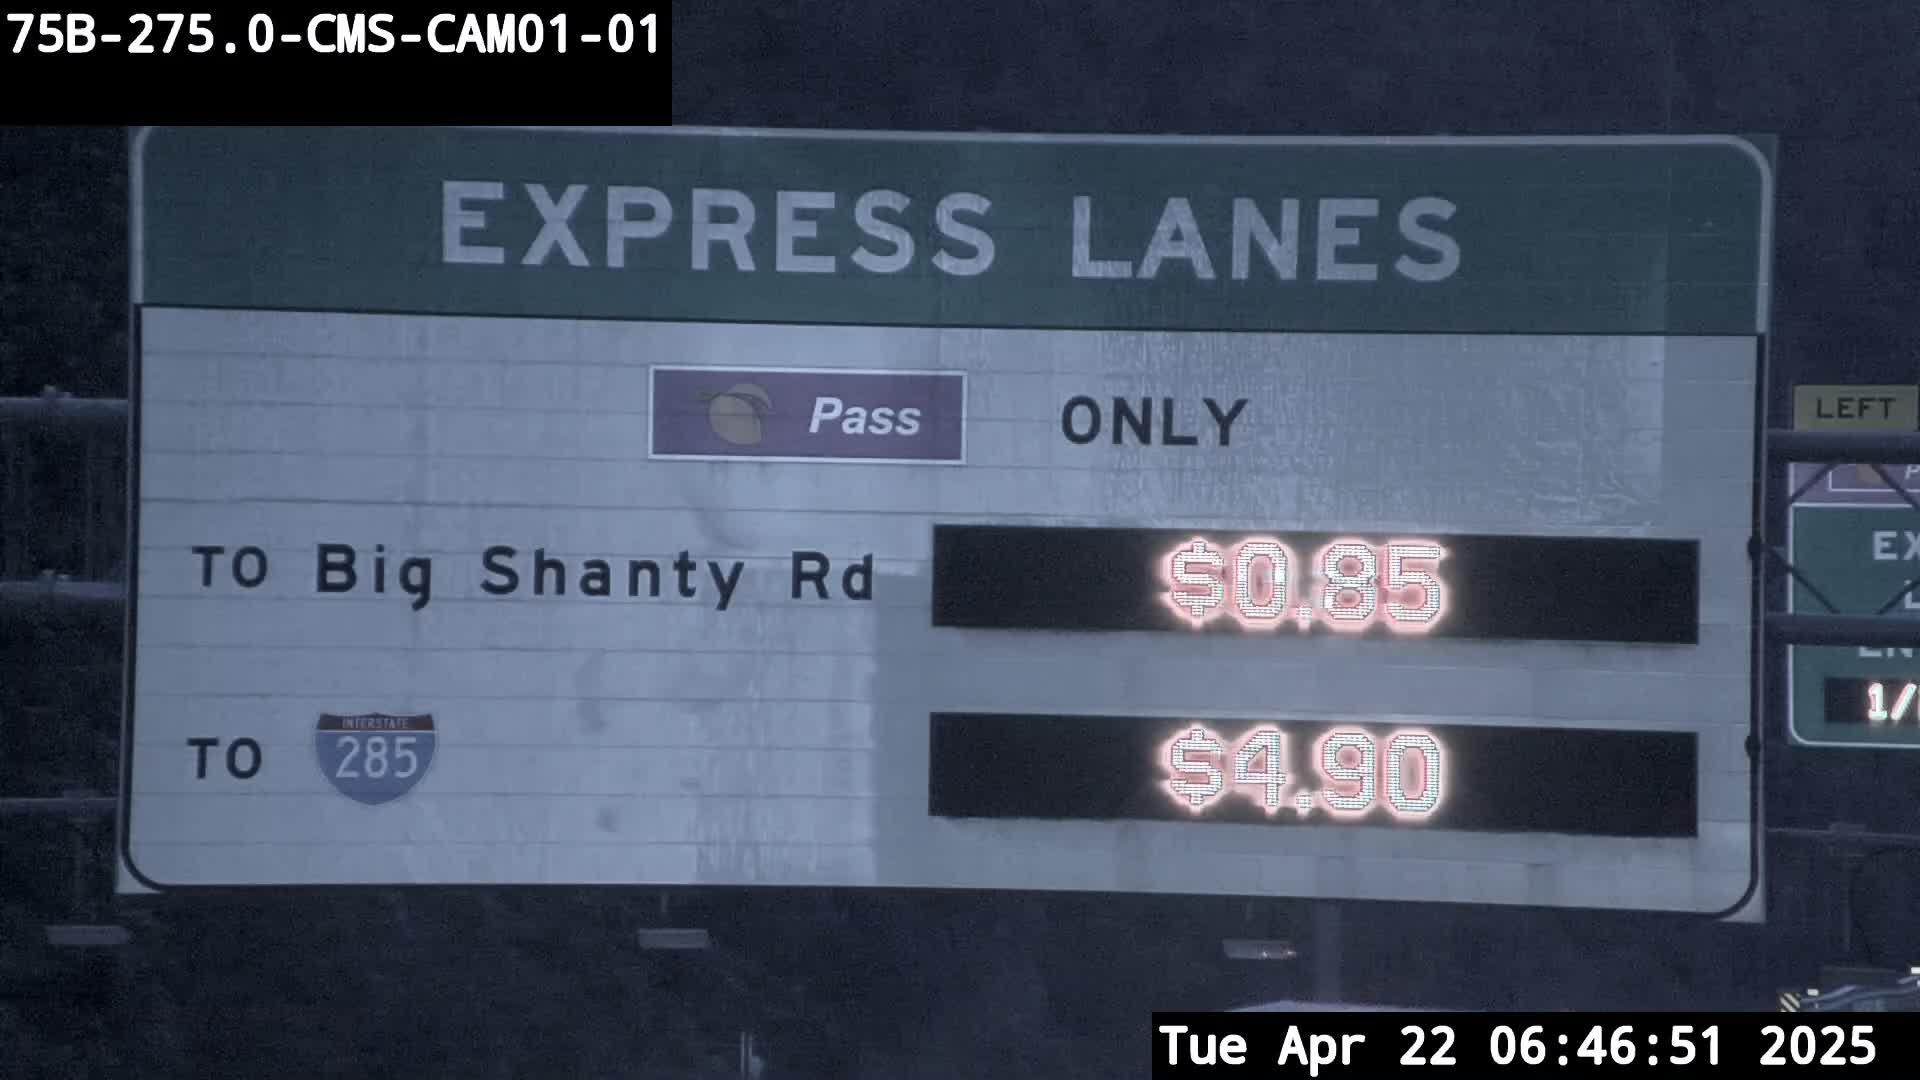 75B-275.0-CMS-CAM01-01
EXPRESS LANES
Pass ONLY
TO Big Shanty Rd $0.85
TO INTERSTATE 285 $4.90
LEFT
Tue Apr 22 06:46:51 2025